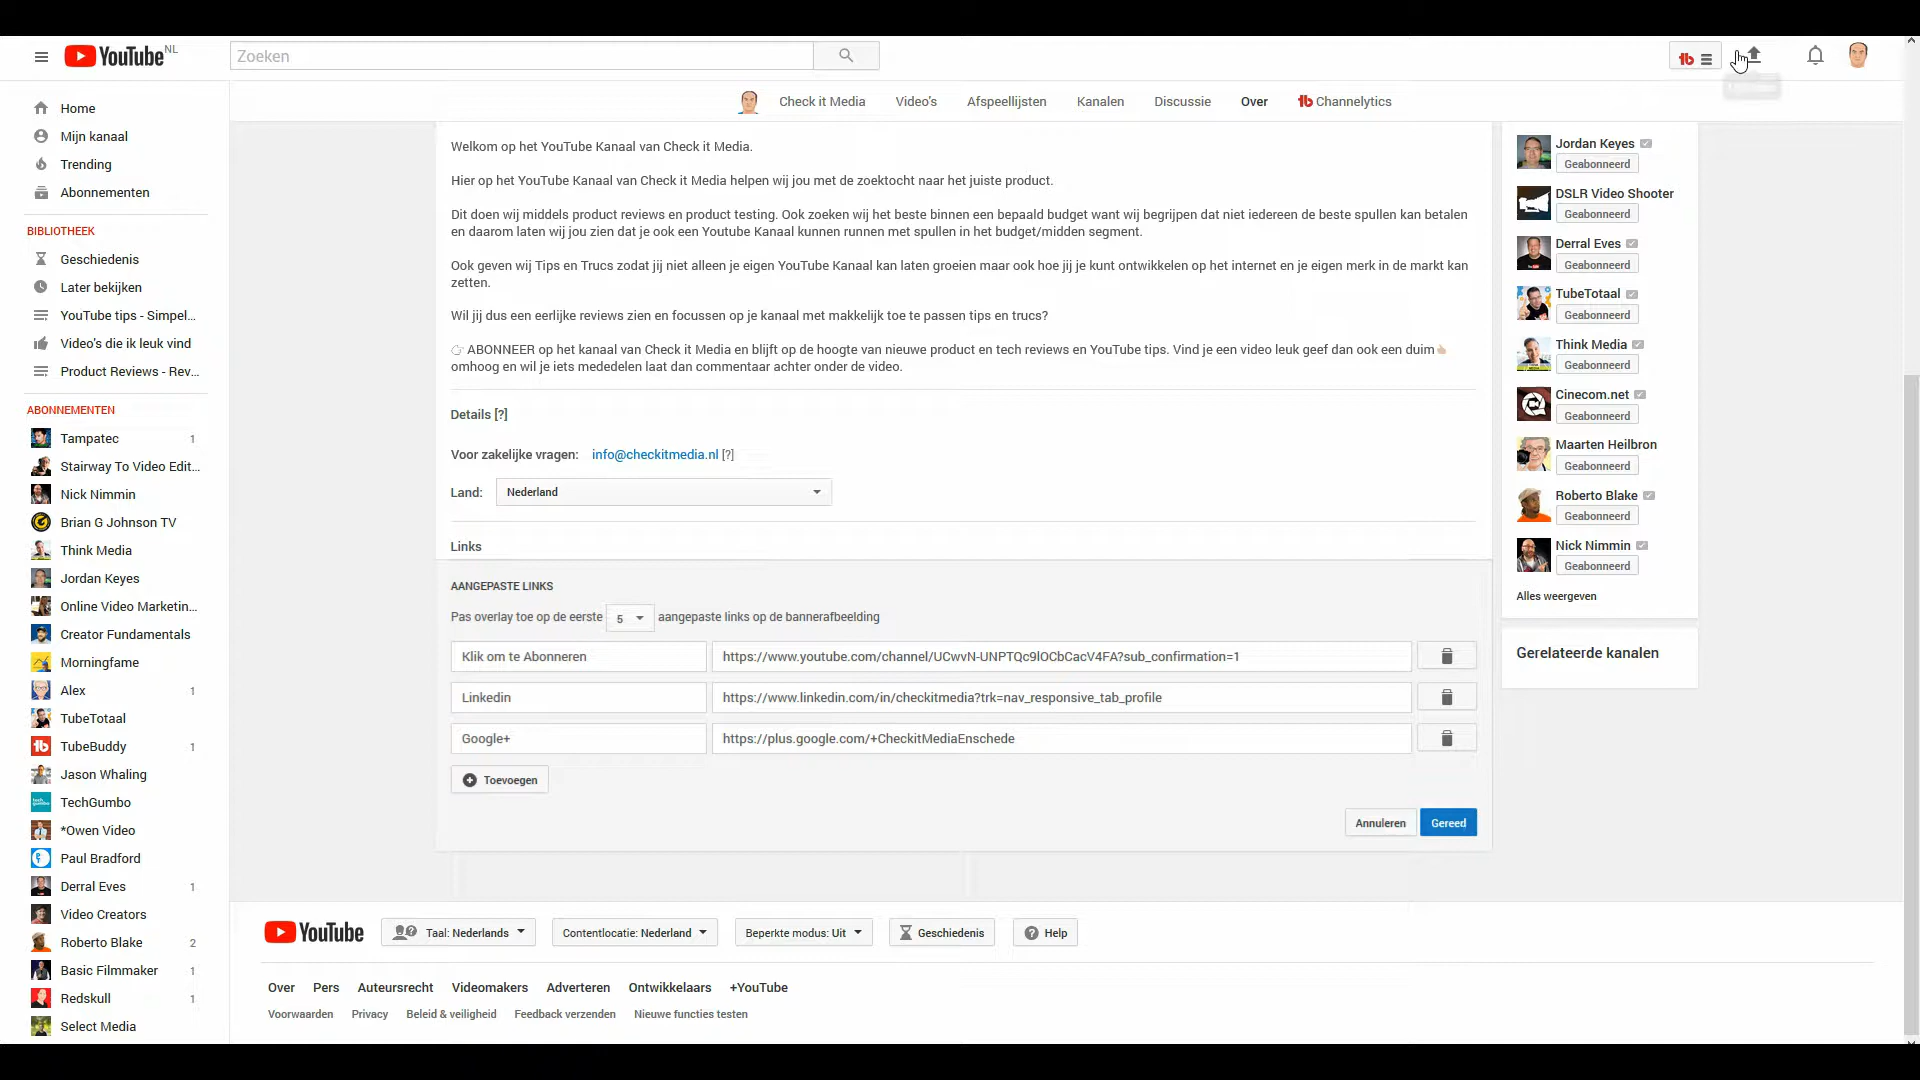 YouTube NL
Zoeken
Home
Mijn kanaal
Trending
Abonnementen
BIBLIOTHEEK
Geschiedenis
Later bekijken
YouTube tips - Simpel...
Video's die ik leuk vind
Product Reviews - Rev...
ABONNEMENTEN
Tampatec 1
Stairway To Video Edit...
Nick Nimmin
Brian G Johnson TV
Think Media
Jordan Keyes
Online Video Marketin...
Creator Fundamentals
Morningfame
Alex 1
TubeTotaal
TubeBuddy 1
Jason Whaling
TechGumbo
*Owen Video
Paul Bradford
Derral Eves 1
Video Creators
Roberto Blake 2
Basic Filmmaker 1
Redskull 1
Select Media
Check it Media Video's Afspeellijsten Kanalen Discussie Over Channelytics
Welkom op het YouTube Kanaal van Check it Media.
Hier op het YouTube Kanaal van Check it Media helpen wij jou met de zoektocht naar het juiste product.
Dit doen wij middels product reviews en product testing. Ook zoeken wij het beste binnen een bepaald budget want wij begrijpen dat niet iedereen de beste spullen kan betalen
en daarom laten wij jou zien dat je ook een Youtube Kanaal kunnen runnen met spullen in het budget/midden segment.
Ook geven wij Tips en Trucs zodat jij niet alleen je eigen YouTube Kanaal kan laten groeien maar ook hoe jij je kunt ontwikkelen op het internet en je eigen merk in de markt kan
zetten.
Wil jij dus een eerlijke reviews zien en focussen op je kanaal met makkelijk toe te passen tips en trucs?
👉 ABONNEER op het kanaal van Check it Media en blijft op de hoogte van nieuwe product en tech reviews en YouTube tips. Vind je een video leuk geef dan ook een duim👆
omhoog en wil je iets mededelen laat dan commentaar achter onder de video.
Details [?]
Voor zakelijke vragen: info@checkitmedia.nl [?]
Land: Nederland
Links
AANGEPASTE LINKS
Pas overlay toe op de eerste 5 aangepaste links op de bannerafbeelding
Klik om te Abonneren https://www.youtube.com/channel/UCwvN-UNPTQc9lOCbCacV4FA?sub_confirmation=1
Linkedin https://www.linkedin.com/in/checkitmedia?trk=nav_responsive_tab_profile
Google+ https://plus.google.com/+CheckitMediaEnschede
Toevoegen
Annuleren Gereed
Jordan Keyes
Geabonneerd
DSLR Video Shooter
Geabonneerd
Derral Eves
Geabonneerd
TubeTotaal
Geabonneerd
Think Media
Geabonneerd
Cinecom.net
Geabonneerd
Maarten Heilbron
Geabonneerd
Roberto Blake
Geabonneerd
Nick Nimmin
Geabonneerd
Alles weergeven
Gerelateerde kanalen
YouTube Taal: Nederlands Contentlocatie: Nederland Beperkte modus: Uit Geschiedenis Help
Over Pers Auteursrecht Videomakers Adverteren Ontwikkelaars +YouTube
Voorwaarden Privacy Beleid & veiligheid Feedback verzenden Nieuwe functies testen